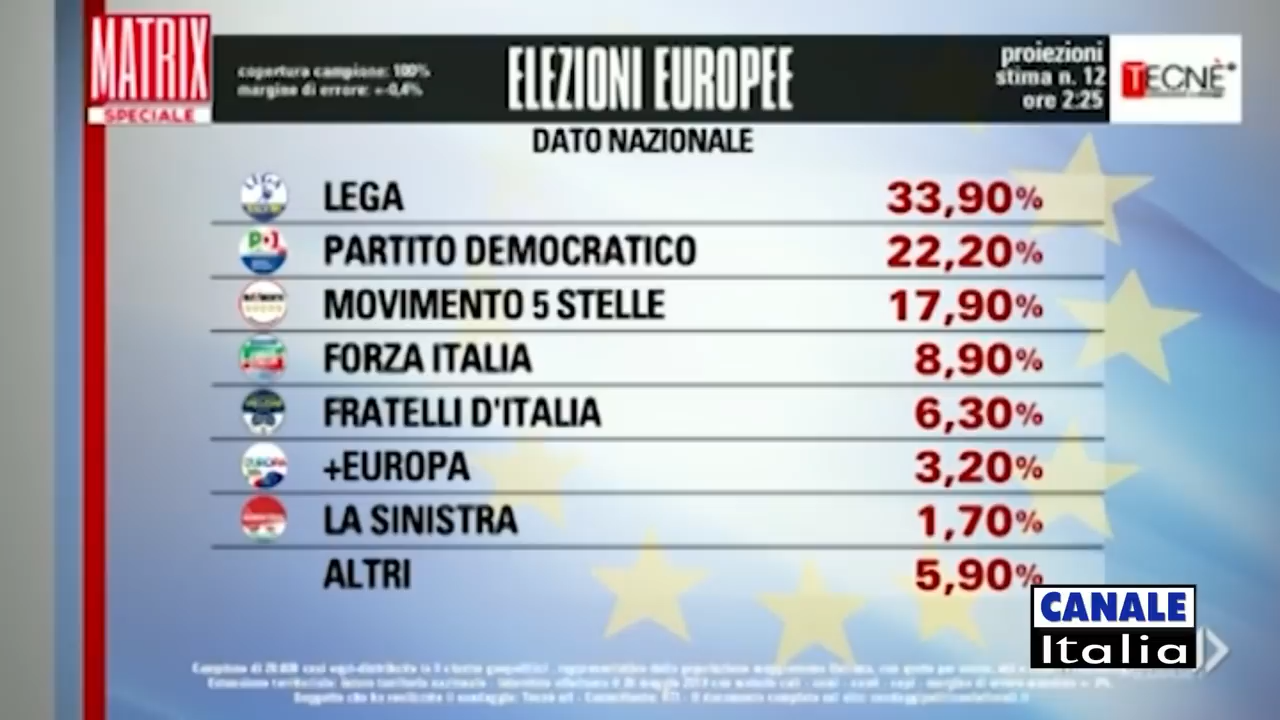 MATRIX
SPECIALE
copertura campione: 100%
margine di errore: +-0,4%
ELEZIONI EUROPEE
proiezioni
stima n. 12
ore 2:25
TECNÈ
DATO NAZIONALE
LEGA 33,90%
PARTITO DEMOCRATICO 22,20%
MOVIMENTO 5 STELLE 17,90%
FORZA ITALIA 8,90%
FRATELLI D'ITALIA 6,30%
+EUROPA 3,20%
LA SINISTRA 1,70%
ALTRI 5,90%
CANALE
Italia